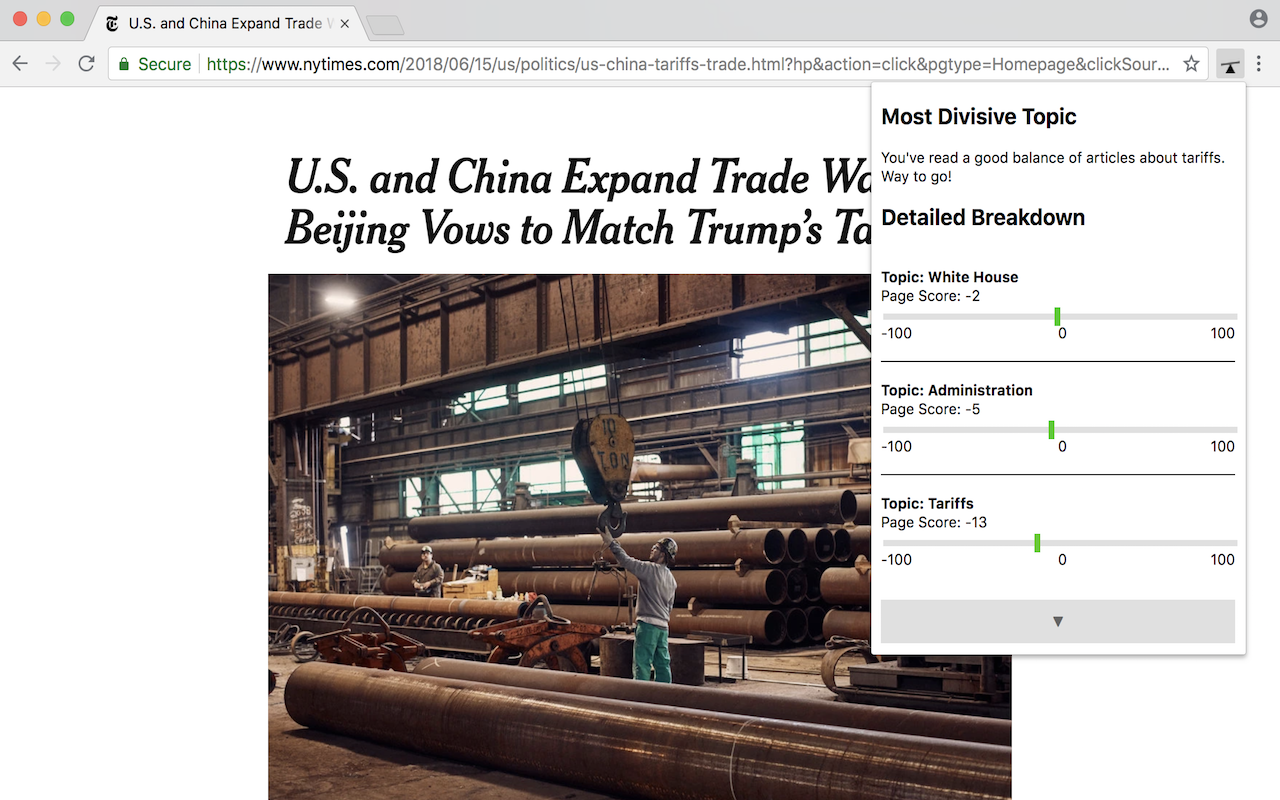 U.S. and China Expand Trade W
Secure https://www.nytimes.com/2018/06/15/us/politics/us-china-tariffs-trade.html?hp&action=click&pgtype=Homepage&clickSour...
U.S. and China Expand Trade Wa
Beijing Vows to Match Trump's Ta
10
6
TON
Most Divisive Topic
You've read a good balance of articles about tariffs.
Way to go!
Detailed Breakdown
Topic: White House
Page Score: -2
-100 0 100
Topic: Administration
Page Score: -5
-100 0 100
Topic: Tariffs
Page Score: -13
-100 0 100